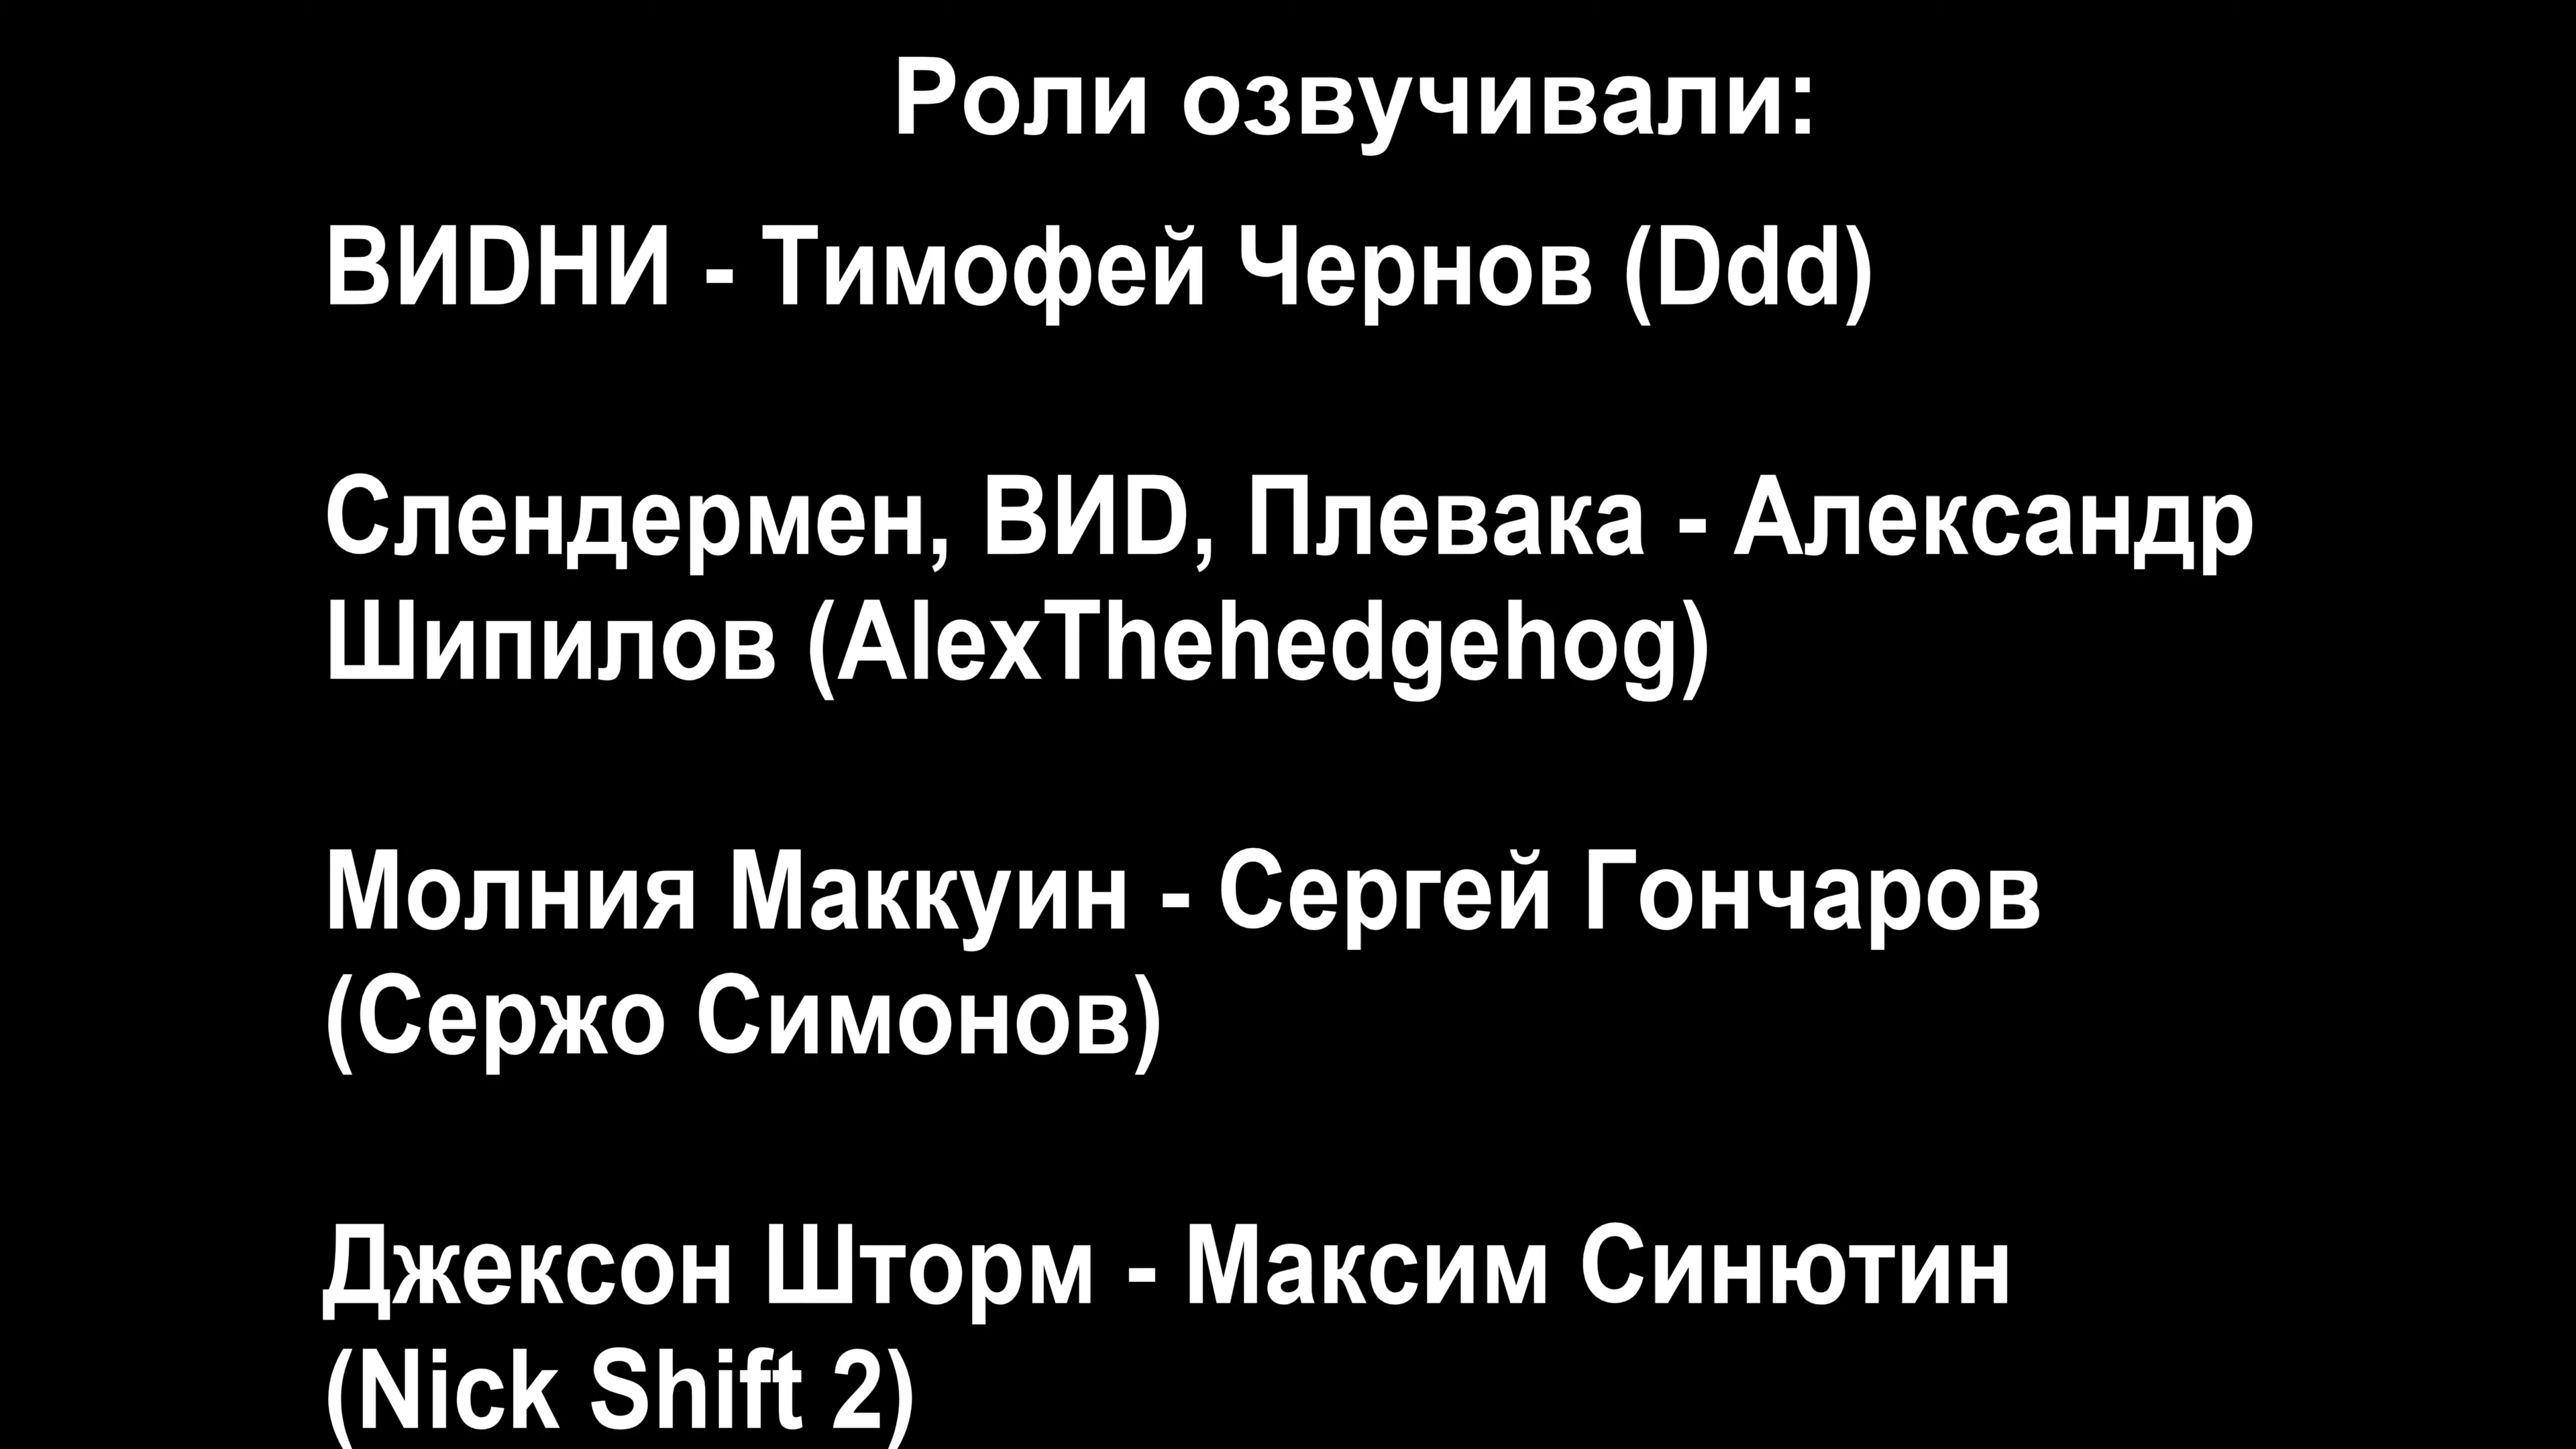 Роли озвучивали:
ВИDНИ - Тимофей Чернов (Ddd)
Слендермен, ВИD, Плевака - Александр
Шипилов (AlexThehedgehog)
Молния Маккуин - Сергей Гончаров
(Сержо Симонов)
Джексон Шторм - Максим Синютин
(Nick Shift 2)